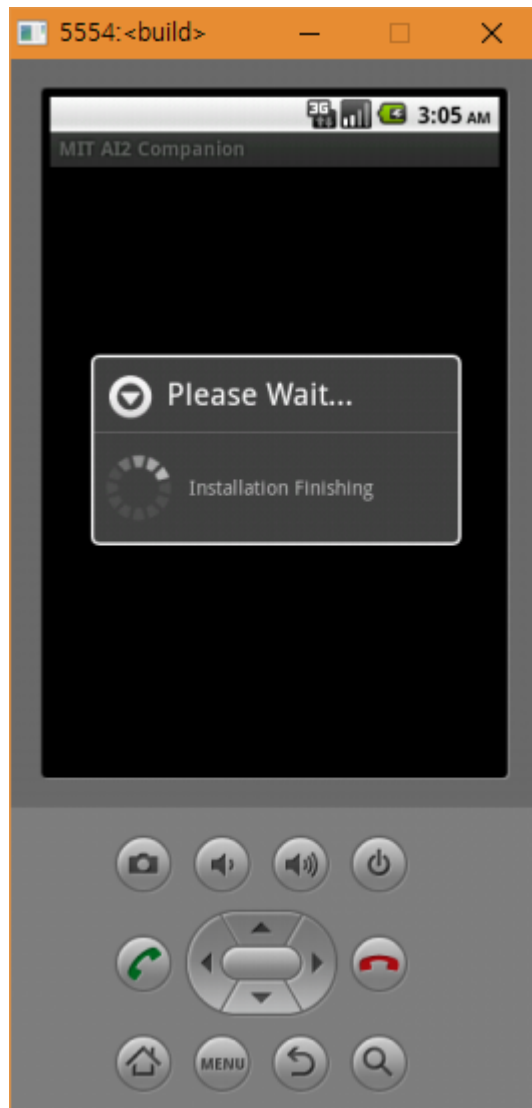 5554:<build>
3G
3:05 AM
MIT AI2 Companion
Please Wait...
Installation Finishing
MENU